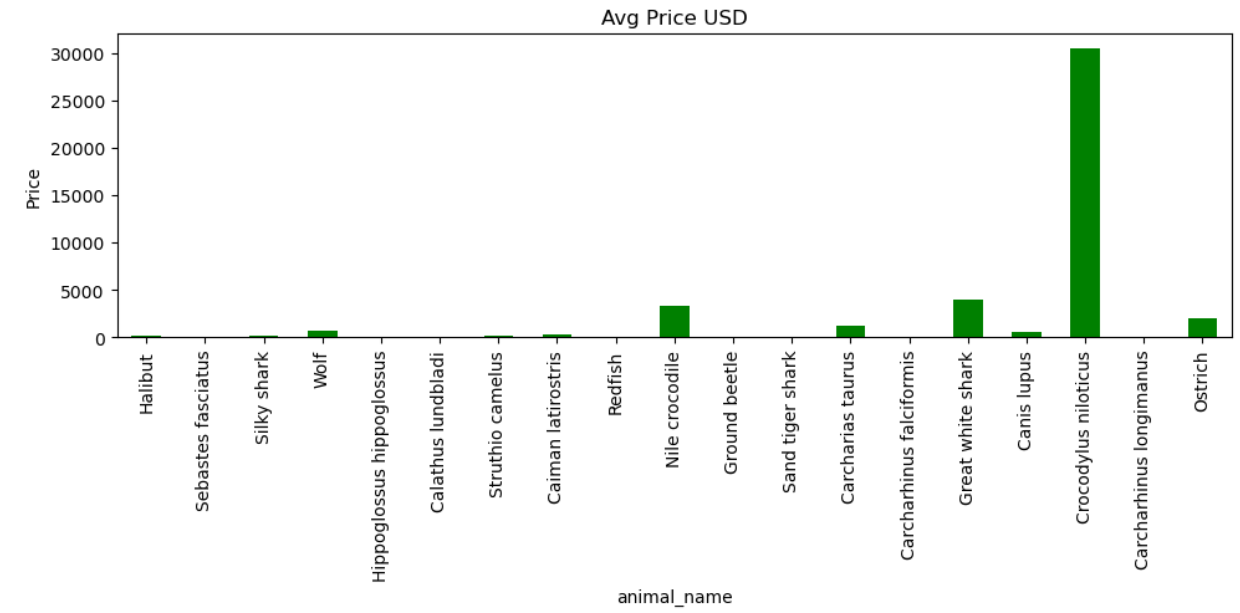 Avg Price USD
30000
25000
20000
15000
10000
5000
0
Price
Halibut
Sebastes fasciatus
Silky shark
Wolf
Hippoglossus hippoglossus
Calathus lundbladi
Struthio camelus
Caiman latirostris
Redfish
Nile crocodile
Ground beetle
Sand tiger shark
Carcharias taurus
Carcharhinus falciformis
Great white shark
Canis lupus
Crocodylus niloticus
Carcharhinus longimanus
Ostrich
animal_name